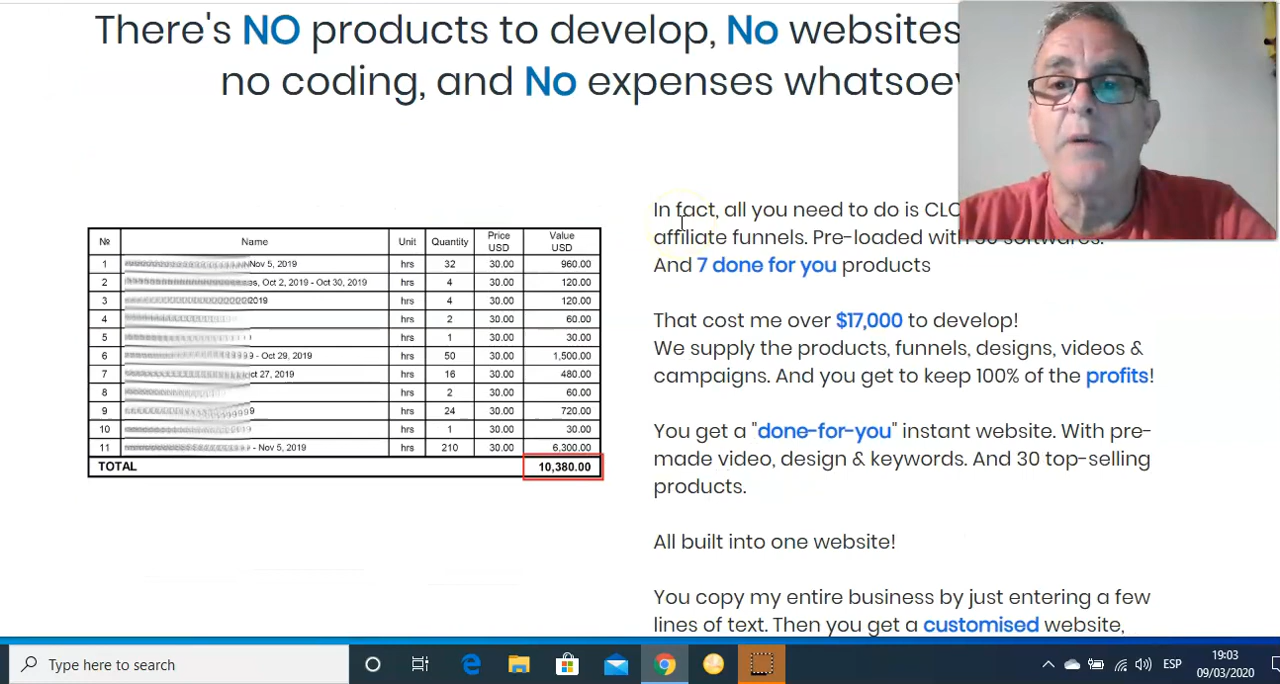 There's NO products to develop, No websites
no coding, and No expenses
In fact, all you need to do is
affiliate funnels. Pre-loaded with 30 softwares.
And 7 done for you products
That cost me over $17,000 to develop!
We supply the products, funnels, designs, videos &
campaigns. And you get to keep 100% of the profits!
You get a "done-for-you" instant website. With pre-
made video, design & keywords. And 30 top-selling
products.
All built into one website!
You copy my entire business by just entering a few
lines of text. Then you get a customised website,
№ Name Unit Quantity Price USD Value USD
1 Nov 5, 2019 hrs 32 30.00 960.00
2 Oct 2, 2019 - Oct 30, 2019 hrs 4 30.00 120.00
3 2019 hrs 4 30.00 120.00
4 hrs 2 30.00 60.00
5 hrs 1 30.00 30.00
6 - Oct 29, 2019 hrs 50 30.00 1,500.00
7 27, 2019 hrs 16 30.00 480.00
8 hrs 2 30.00 60.00
9 hrs 24 30.00 720.00
10 hrs 1 30.00 30.00
11 - Nov 5, 2019 hrs 210 30.00 6,300.00
TOTAL 10,380.00
Type here to search
ESP
19:03
09/03/2020